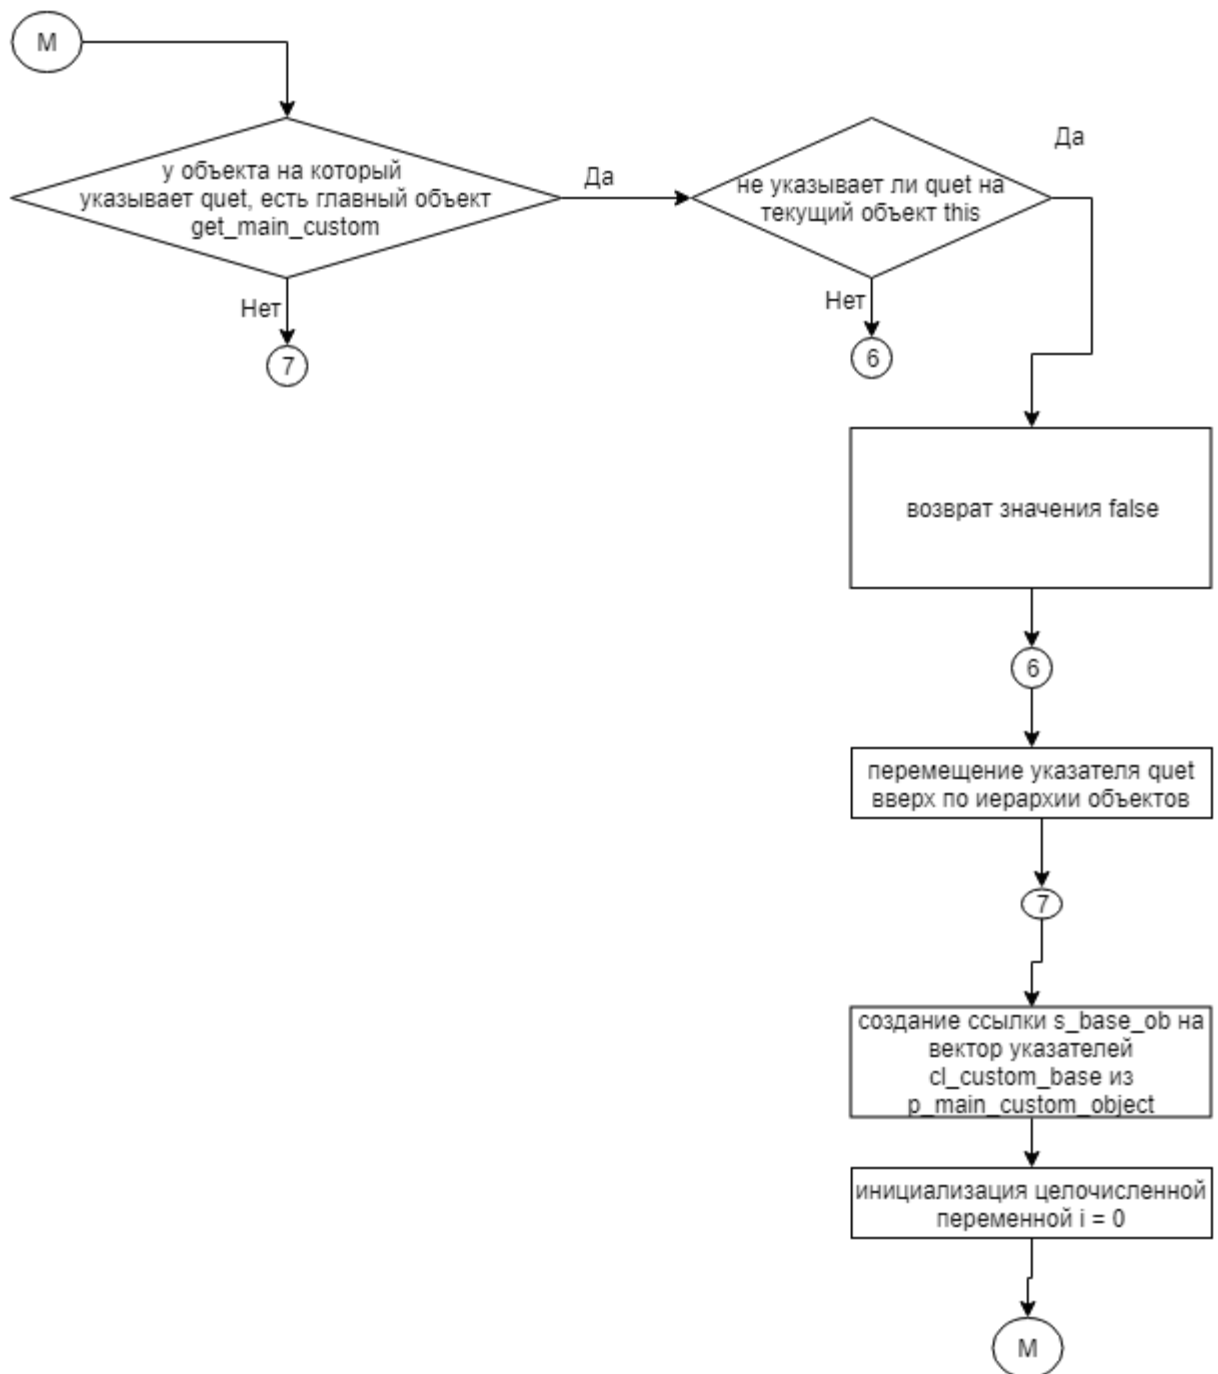 M
у объекта на который
указывает quet, есть главный объект
get_main_custom
Да
не указывает ли quet на
текущий объект this
Да
Нет
7
Нет
6
возврат значения false
6
перемещение указателя quet
вверх по иерархии объектов
7
создание ссылки s_base_ob на
вектор указателей
cl_custom_base из
p_main_custom_object
инициализация целочисленной
переменной i = 0
M